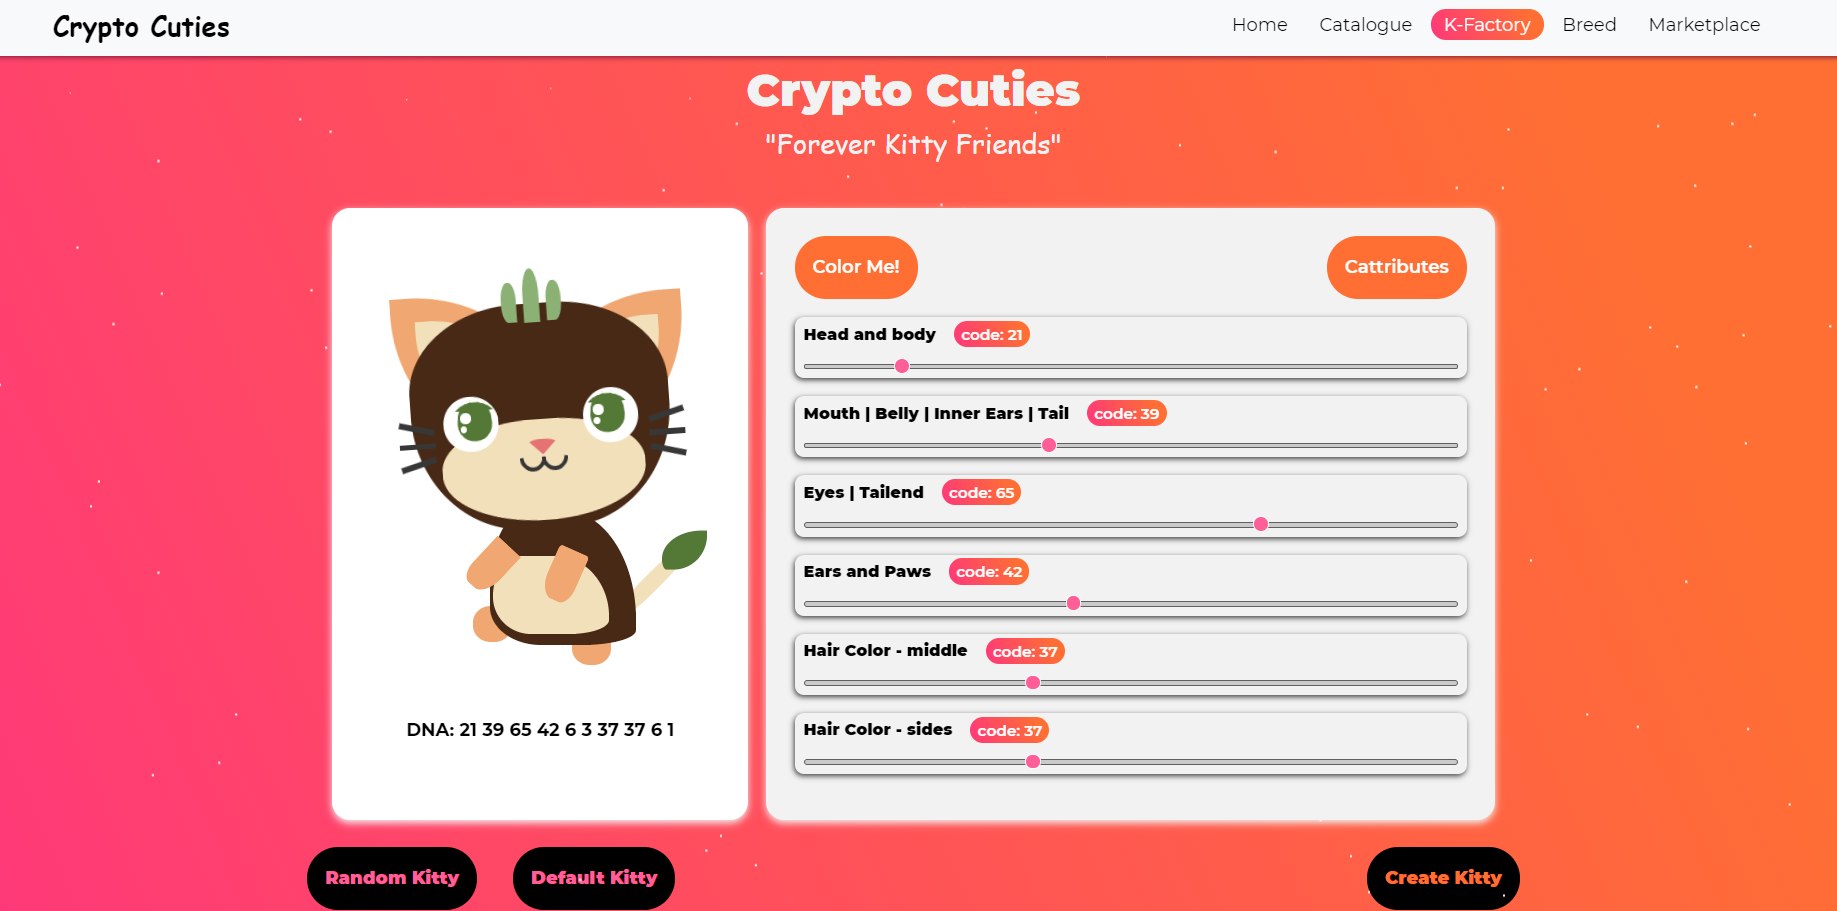 Crypto Cuties
Home Catalogue K-Factory Breed Marketplace
Crypto Cuties
"Forever Kitty Friends"
Color Me! Cattributes
Head and body code: 21
Mouth | Belly | Inner Ears | Tail code: 39
Eyes | Tailend code: 65
Ears and Paws code: 42
Hair Color - middle code: 37
Hair Color - sides code: 37
DNA: 21 39 65 42 6 3 37 37 6 1
Random Kitty Default Kitty Create Kitty